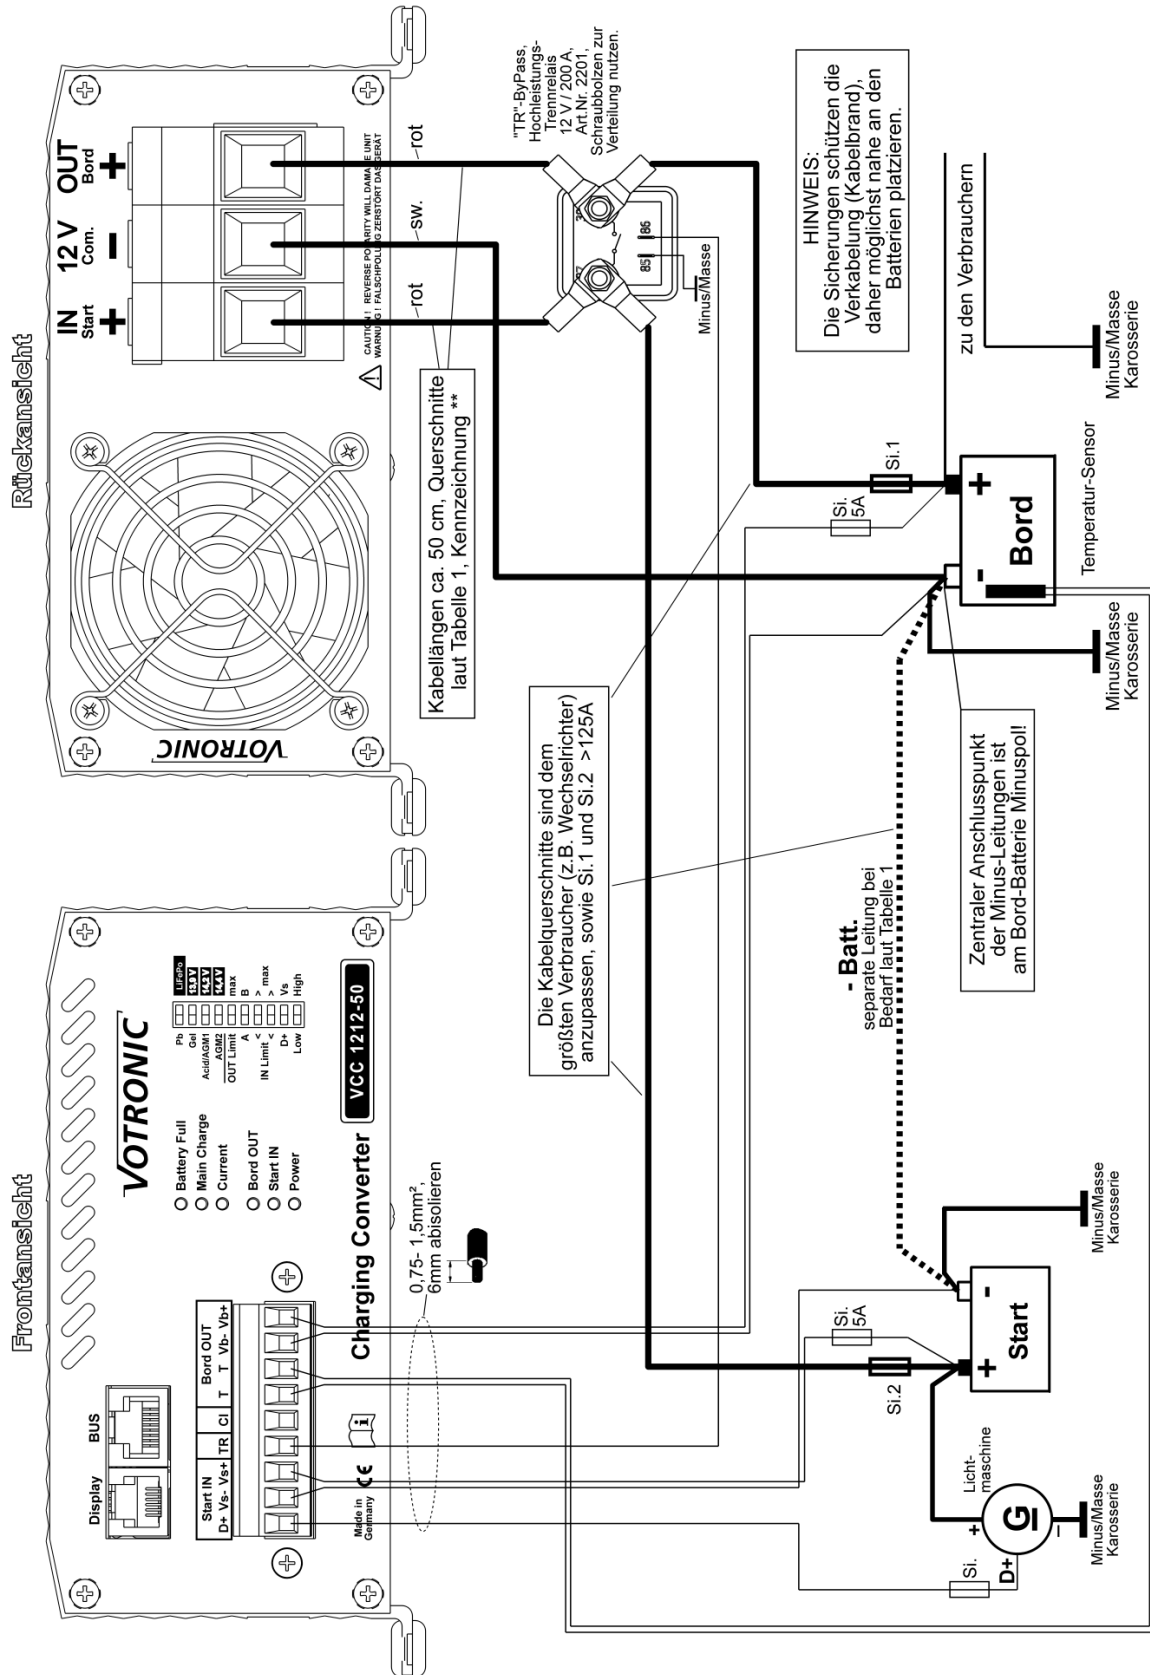 Frontansicht
Rückansicht
Display
BUS
Start IN
TR
CI
Bord OUT
D+ Vs- Vs+
T T Vb- Vb+
VOTRONIC
Battery Full
Main Charge
Current
Bord OUT
Start IN
Power
Pb
LiFePo
Gel
13,9 V
Acid/AGM1
14,2 V
AGM2
14,4 V
OUT Limit
max
A
B
IN Limit
<
> max
<
>
D+
Vs
Low
High
Made in
Germany
CE
i
Charging Converter
VCC 1212-50
0,75- 1,5mm²,
6mm abisolieren
VOTRONIC
IN
Start
+
12 V
Com.
-
OUT
Bord
+
CAUTION ! REVERSE POLARITY WILL DAMAGE UNIT
WARNUNG ! FALSCHPOLUNG ZERSTÖRT DAS GERÄT
rot
sw.
rot
Kabellängen ca. 50 cm, Querschnitte
laut Tabelle 1, Kennzeichnung **
"TR"-ByPass,
Hochleistungs-
Trennrelais
12 V / 200 A,
Art.Nr. 2201,
Schraubbolzen zur
Verteilung nutzen.
85
86
Minus/Masse
Die Kabelquerschnitte sind dem
größten Verbraucher (z.B. Wechselrichter)
anzupassen, sowie Si.1 und Si.2 >125A
HINWEIS:
Die Sicherungen schützen die
Verkabelung (Kabelbrand),
daher möglichst nahe an den
Batterien platzieren.
- Batt.
separate Leitung bei
Bedarf laut Tabelle 1
Si.
5A
Si.1
zu den Verbrauchern
Minus/Masse
Karosserie
-
+
Bord
Temperatur-Sensor
Minus/Masse
Karosserie
Zentraler Anschlusspunkt
der Minus-Leitungen ist
am Bord-Batterie Minuspol!
Si.
5A
Si.2
+
-
Start
Minus/Masse
Karosserie
Licht-
maschine
+
G
-
D+
Si.
Minus/Masse
Karosserie